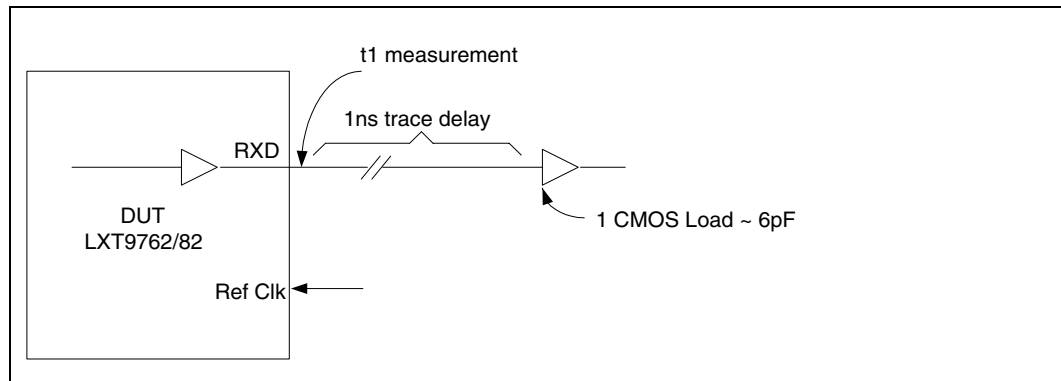 t1 measurement
1ns trace delay
RXD
DUT
LXT9762/82
1 CMOS Load ~ 6pF
Ref Clk